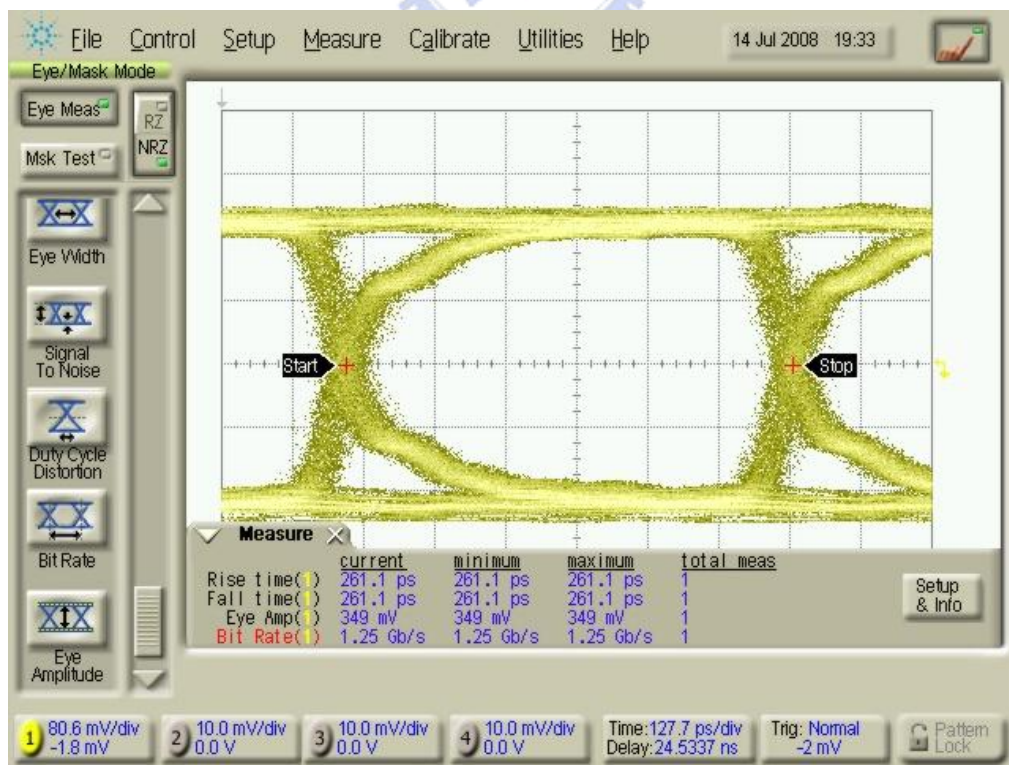 File Control Setup Measure Calibrate Utilities Help 14 Jul 2008 19:33
Eye/Mask Mode
Eye Meas
RZ
NRZ
Msk Test
Eye Width
Signal
To Noise
Duty Cycle
Distortion
Bit Rate
Eye
Amplitude
Start
Stop
Measure
current minimum maximum total meas
Rise time(1) 261.1 ps 261.1 ps 261.1 ps 1
Fall time(1) 261.1 ps 261.1 ps 261.1 ps 1
Eye Amp(1) 349 mV 349 mV 349 mV 1
Bit Rate(1) 1.25 Gb/s 1.25 Gb/s 1.25 Gb/s 1
Setup
& Info
1 80.6 mV/div
-1.8 mV
2 10.0 mV/div
0.0 V
3 10.0 mV/div
0.0 V
4 10.0 mV/div
0.0 V
Time:127.7 ps/div
Delay:24.5337 ns
Trig: Normal
-2 mV
Pattern
Lock